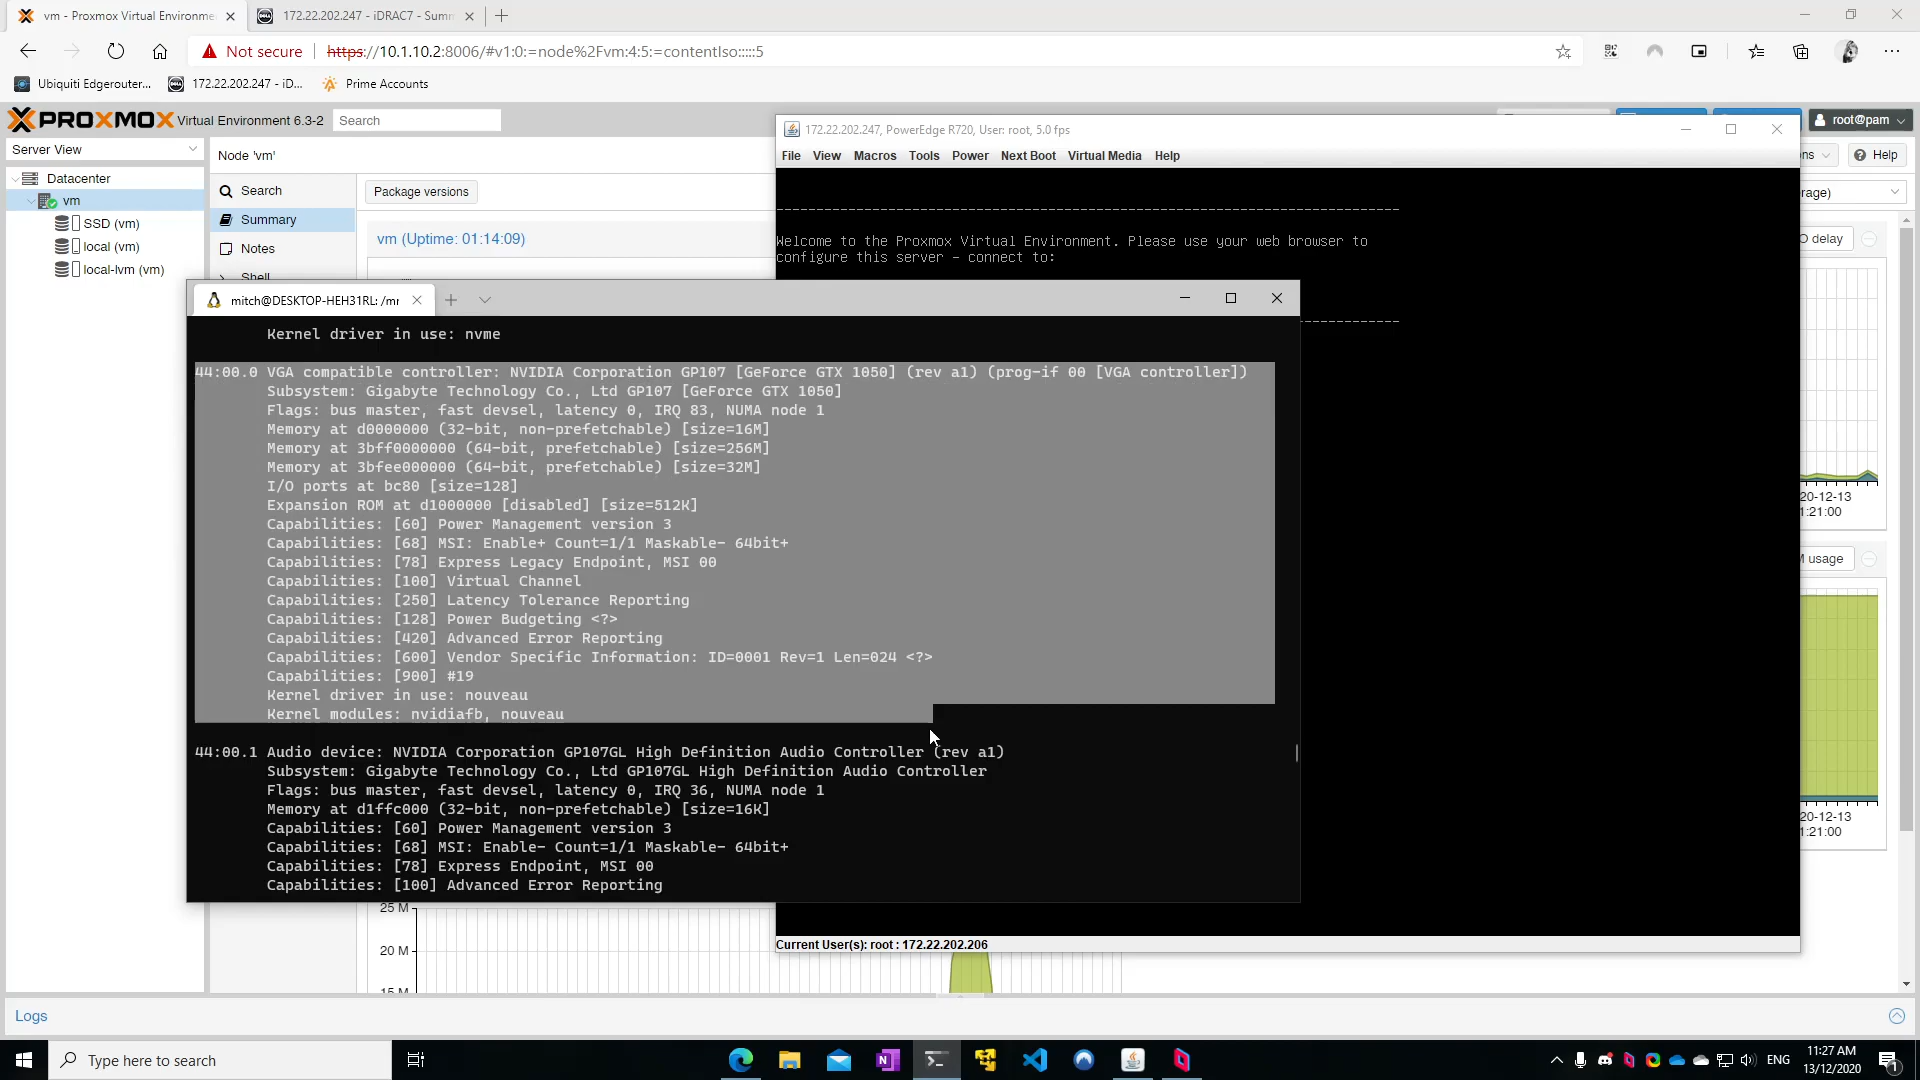 vm - Proxmox Virtual Environme
172.22.202.247 - iDRAC7 - Summ
Not secure
https://10.1.10.2:8006/#v1:0:=node%2Fvm:4:5:=contentIso:::::5
Ubiquiti Edgerouter...
172.22.202.247 - iD...
Prime Accounts
PROXMOX Virtual Environment 6.3-2
Search
root@pam
Server View
Node 'vm'
Help
Datacenter
vm
SSD (vm)
local (vm)
local-lvm (vm)
Search
Summary
Notes
Shell
Package versions
vm (Uptime: 01:14:09)
172.22.202.247, PowerEdge R720, User: root, 5.0 fps
File View Macros Tools Power Next Boot Virtual Media Help
--------------------------------------------------------------------------------
Welcome to the Proxmox Virtual Environment. Please use your web browser to
configure this server - connect to:
mitch@DESKTOP-HEH31RL: /mr
Kernel driver in use: nvme
44:00.0 VGA compatible controller: NVIDIA Corporation GP107 [GeForce GTX 1050] (rev a1) (prog-if 00 [VGA controller])
Subsystem: Gigabyte Technology Co., Ltd GP107 [GeForce GTX 1050]
Flags: bus master, fast devsel, latency 0, IRQ 83, NUMA node 1
Memory at d0000000 (32-bit, non-prefetchable) [size=16M]
Memory at 3bff0000000 (64-bit, prefetchable) [size=256M]
Memory at 3bfee000000 (64-bit, prefetchable) [size=32M]
I/O ports at bc80 [size=128]
Expansion ROM at d1000000 [disabled] [size=512K]
Capabilities: [60] Power Management version 3
Capabilities: [68] MSI: Enable+ Count=1/1 Maskable- 64bit+
Capabilities: [78] Express Legacy Endpoint, MSI 00
Capabilities: [100] Virtual Channel
Capabilities: [250] Latency Tolerance Reporting
Capabilities: [128] Power Budgeting <?>
Capabilities: [420] Advanced Error Reporting
Capabilities: [600] Vendor Specific Information: ID=0001 Rev=1 Len=024 <?>
Capabilities: [900] #19
Kernel driver in use: nouveau
Kernel modules: nvidiafb, nouveau
44:00.1 Audio device: NVIDIA Corporation GP107GL High Definition Audio Controller (rev a1)
Subsystem: Gigabyte Technology Co., Ltd GP107GL High Definition Audio Controller
Flags: bus master, fast devsel, latency 0, IRQ 36, NUMA node 1
Memory at d1ffc000 (32-bit, non-prefetchable) [size=16K]
Capabilities: [60] Power Management version 3
Capabilities: [68] MSI: Enable- Count=1/1 Maskable- 64bit+
Capabilities: [78] Express Endpoint, MSI 00
Capabilities: [100] Advanced Error Reporting
ns
rage)
O delay
20-12-13
1:21:00
M usage
20-12-13
1:21:00
25 M
20 M
15 M
Current User(s): root : 172.22.202.206
Logs
Type here to search
ENG
11:27 AM
13/12/2020
1